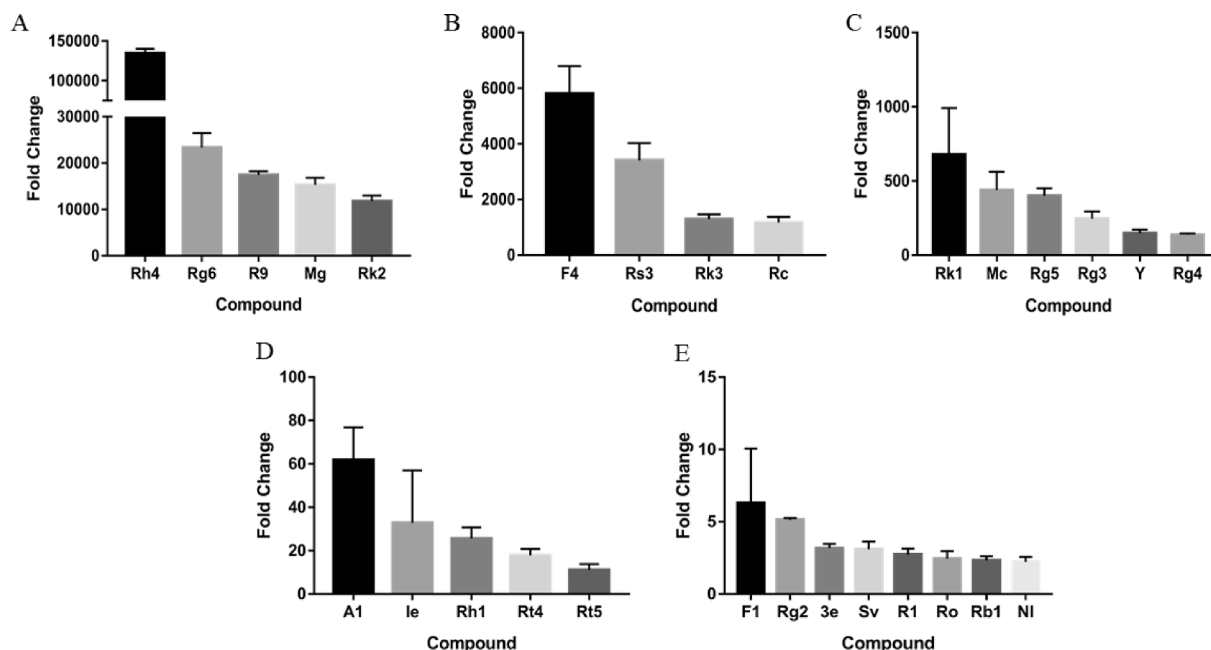 A
Fold Change
150000
100000
30000
20000
10000
0
Rh4 Rg6 R9 Mg Rk2
Compound
B
Fold Change
8000
6000
4000
2000
0
F4 Rs3 Rk3 Rc
Compound
C
Fold Change
1500
1000
500
0
Rk1 Mc Rg5 Rg3 Y Rg4
Compound
D
Fold Change
100
80
60
40
20
0
A1 Ie Rh1 Rt4 Rt5
Compound
E
Fold Change
15
10
5
0
F1 Rg2 3e Sv R1 Ro Rb1 NI
Compound